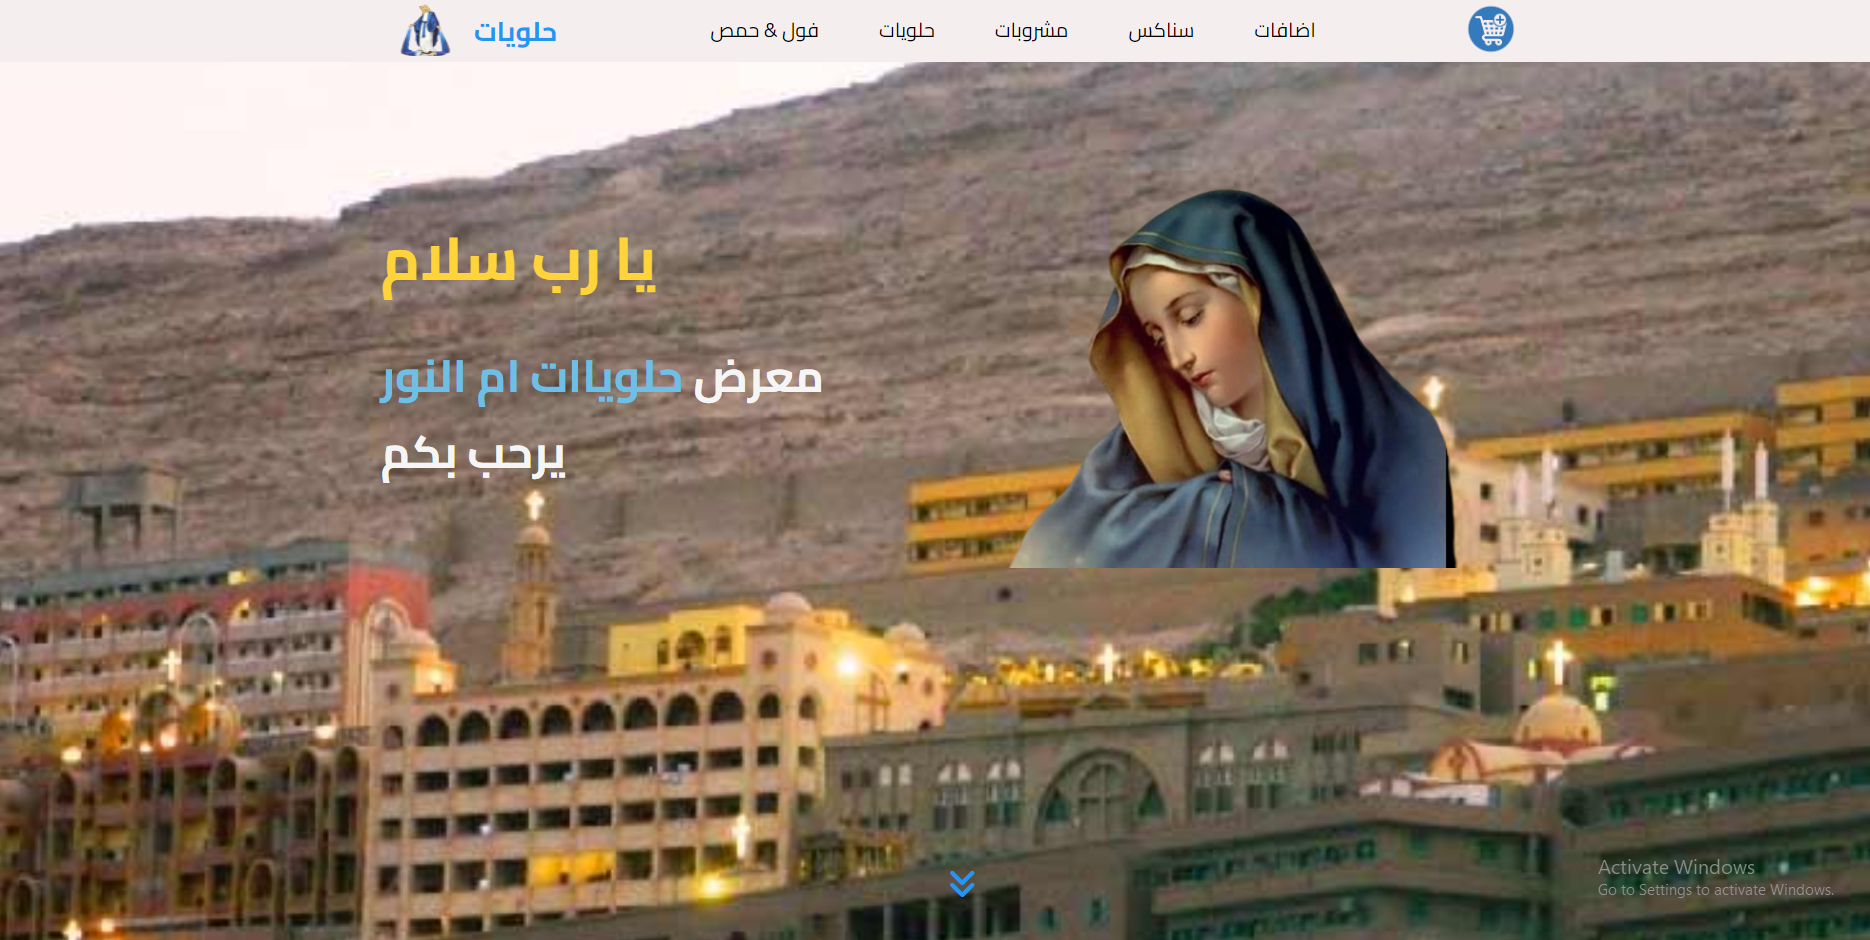 حلويات
فول & حمص
حلويات
مشروبات
سناكس
اضافات
يا رب سلام
معرض حلوياات ام النور
يرحب بكم
Activate Windows
Go to Settings to activate Windows.